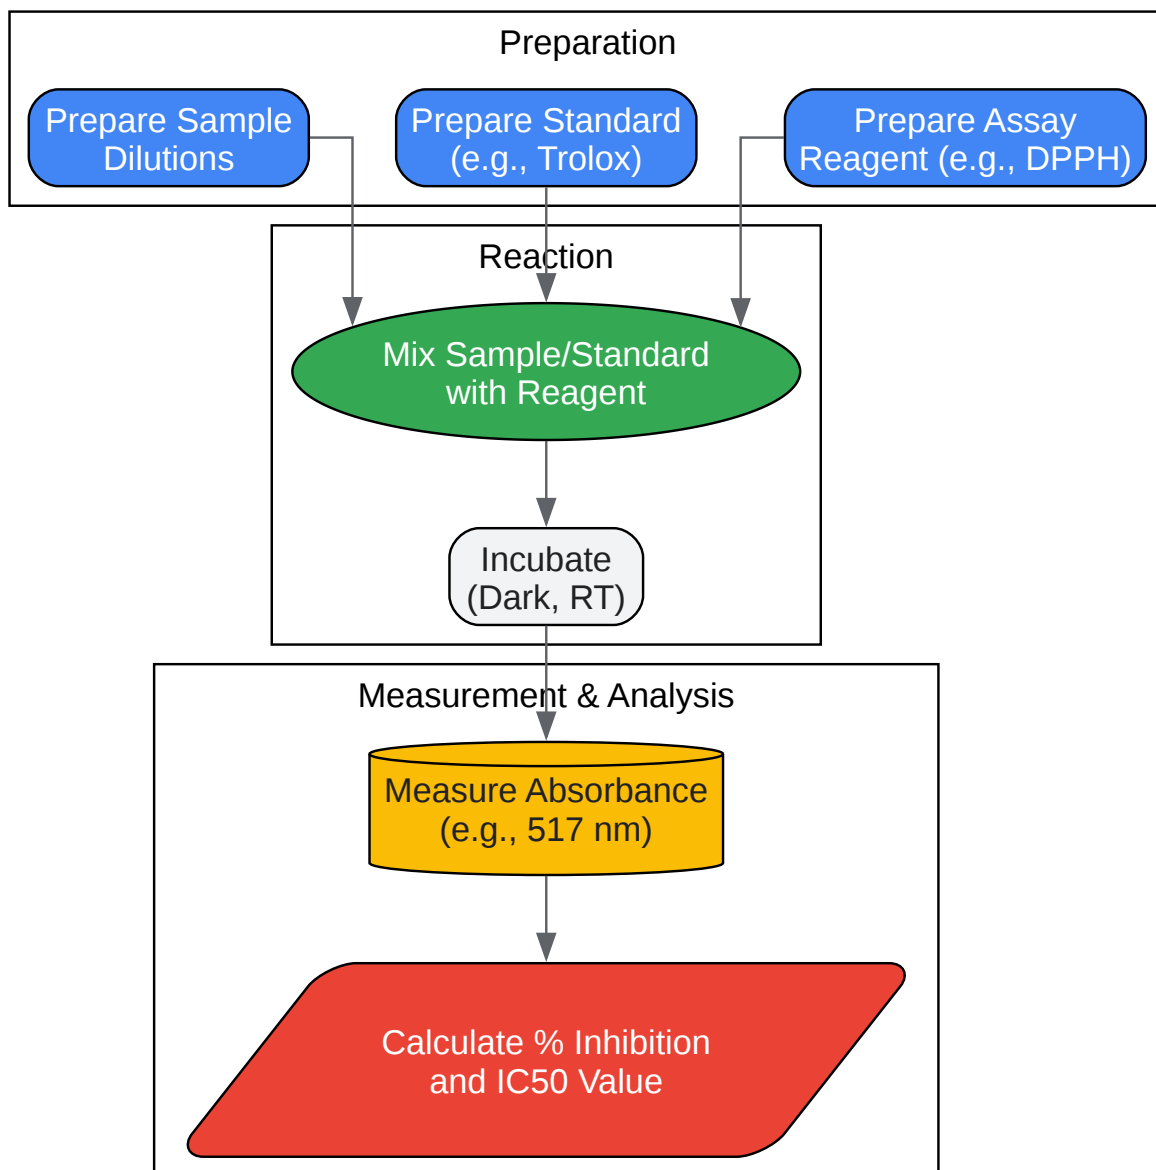 Preparation
Prepare Sample
Dilutions
Prepare Standard
(e.g., Trolox)
Prepare Assay
Reagent (e.g., DPPH)
Reaction
Mix Sample/Standard
with Reagent
Incubate
(Dark, RT)
Measurement & Analysis
Measure Absorbance
(e.g., 517 nm)
Calculate % Inhibition
and IC50 Value